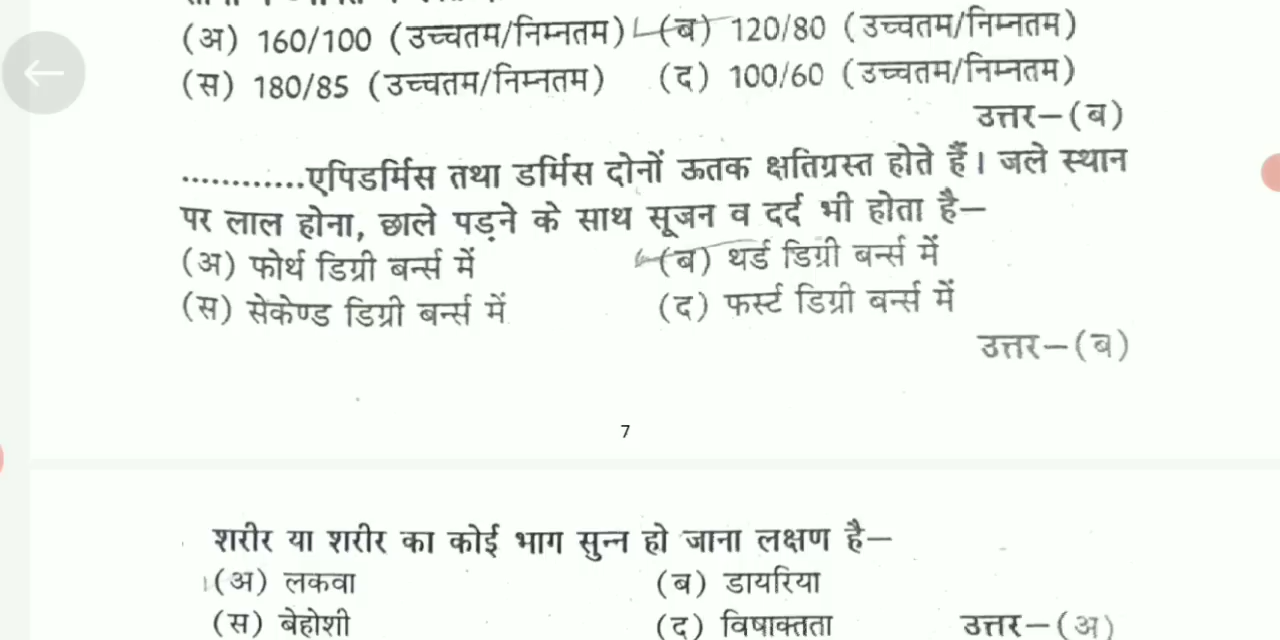 (अ) 160/100 (उच्चतम/निम्नतम) (ब) 120/80 (उच्चतम/निम्नतम)
(स) 180/85 (उच्चतम/निम्नतम) (द) 100/60 (उच्चतम/निम्नतम)
उत्तर–(ब)
............एपिडर्मिस तथा डर्मिस दोनों ऊतक क्षतिग्रस्त होते हैं। जले स्थान
पर लाल होना, छाले पड़ने के साथ सूजन व दर्द भी होता है–
(अ) फोर्थ डिग्री बर्न्स में (ब) थर्ड डिग्री बर्न्स में
(स) सेकेण्ड डिग्री बर्न्स में (द) फर्स्ट डिग्री बर्न्स में
उत्तर–(ब)
7
शरीर या शरीर का कोई भाग सुन्न हो जाना लक्षण है–
(अ) लकवा (ब) डायरिया
(स) बेहोशी (द) विषाक्तता उत्तर–(अ)